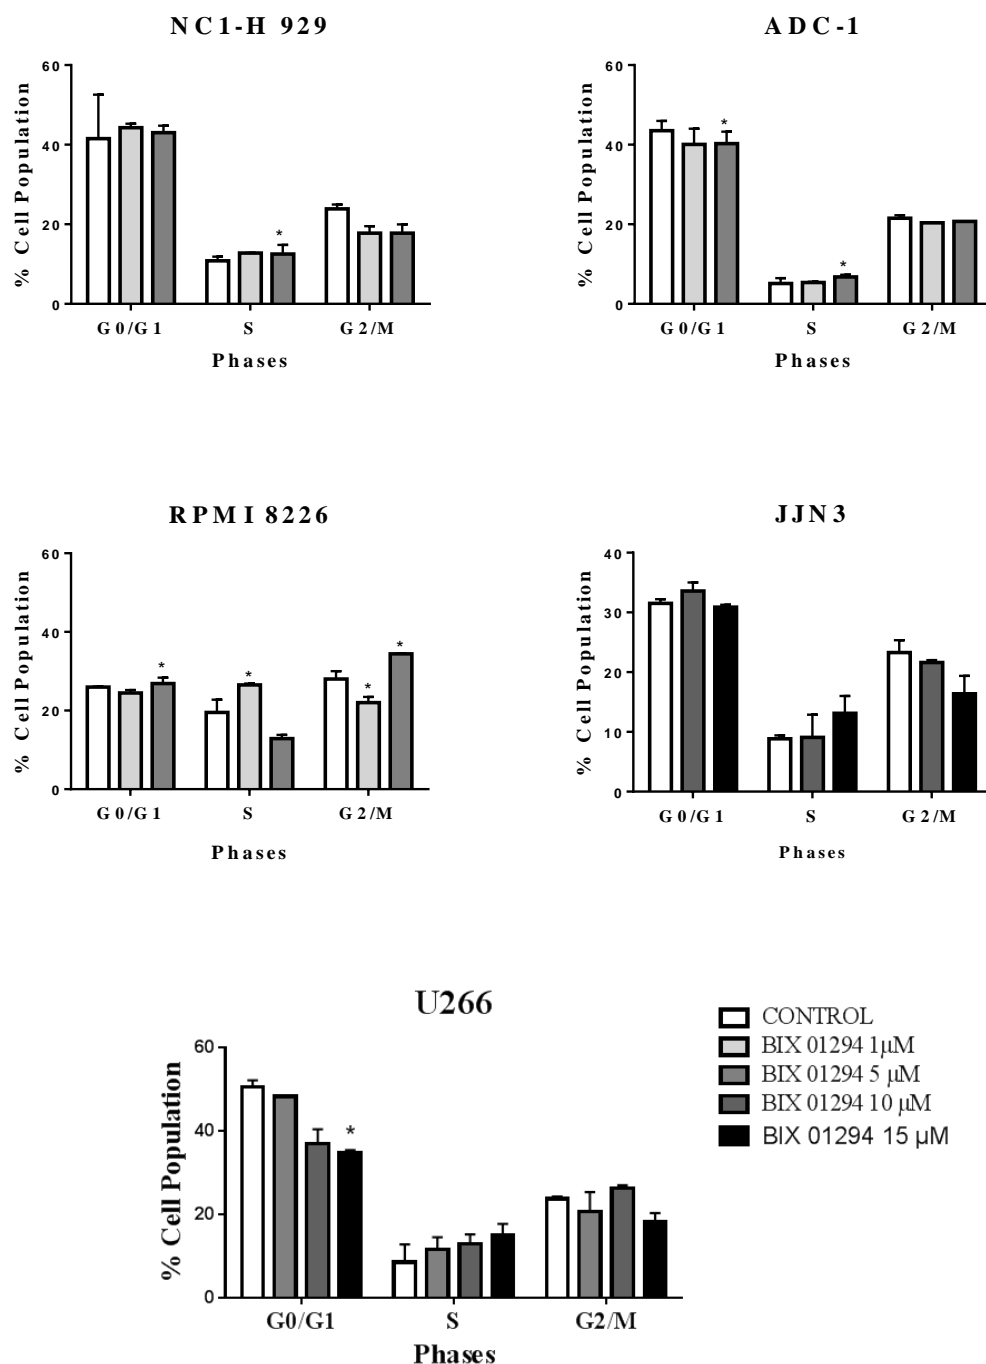 NC1-H 929
% Cell Population
60
40
20
0
*
G0/G1
S
G2/M
Phases
ADC-1
% Cell Population
60
40
20
0
*
*
G0/G1
S
G2/M
Phases
RPMI 8226
% Cell Population
60
40
20
0
*
*
*
*
G0/G1
S
G2/M
Phases
JJN3
% Cell Population
40
30
20
10
0
G0/G1
S
G2/M
Phases
U266
% Cell Population
60
40
20
0
*
G0/G1
S
G2/M
Phases
CONTROL
BIX 01294 1μM
BIX 01294 5 μM
BIX 01294 10 μM
BIX 01294 15 μM